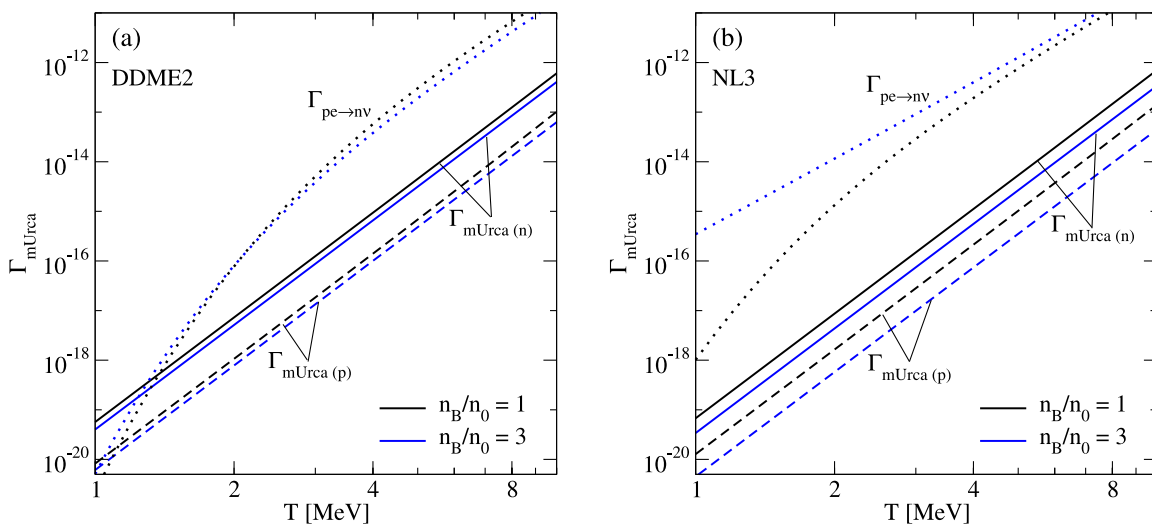 (a)
DDME2
Γpe→nν
ΓmUrca (n)
ΓmUrca (p)
nB/n0 = 1
nB/n0 = 3
ΓmUrca
10-12
10-14
10-16
10-18
10-20
1 2 4 8
T [MeV]
(b)
NL3
Γpe→nν
ΓmUrca (n)
ΓmUrca (p)
nB/n0 = 1
nB/n0 = 3
ΓmUrca
10-12
10-14
10-16
10-18
10-20
1 2 4 8
T [MeV]